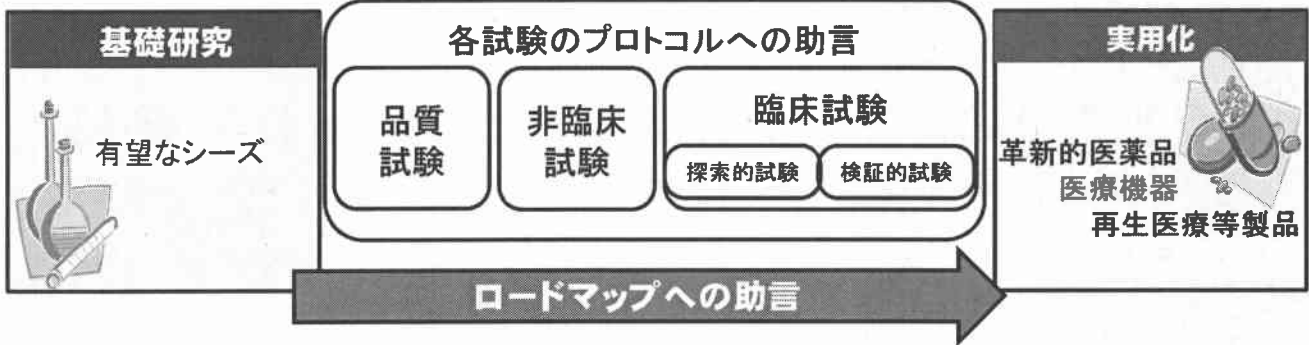 基礎研究
有望なシーズ
各試験のプロトコルへの助言
品質
試験
非臨床
試験
臨床試験
探索的試験
検証的試験
実用化
革新的医薬品
医療機器
再生医療等製品
ロードマップへの助言